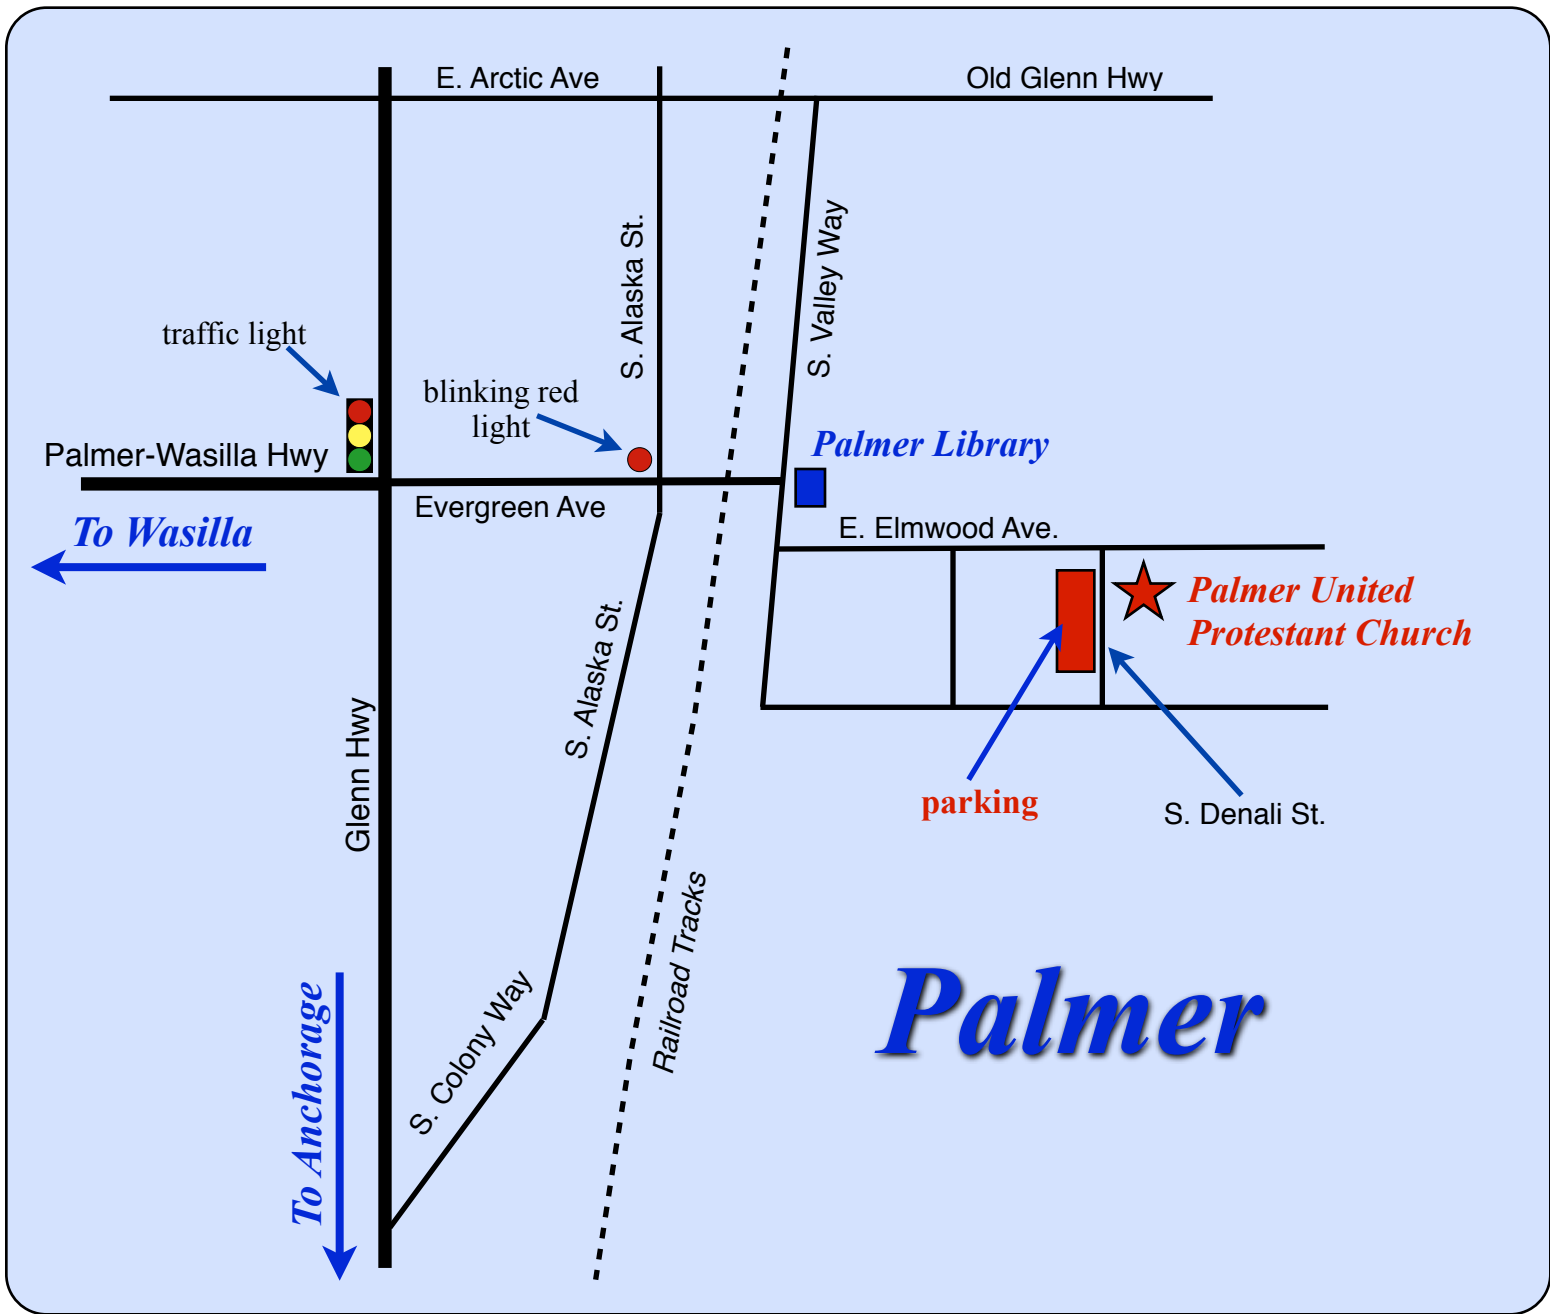 E. Arctic Ave
Old Glenn Hwy
S. Alaska St.
S. Valley Way
traffic light
blinking red
light
Palmer-Wasilla Hwy
Palmer Library
Evergreen Ave
To Wasilla
E. Elmwood Ave.
Palmer United
Protestant Church
S. Alaska St.
Glenn Hwy
parking
S. Denali St.
Railroad Tracks
S. Colony Way
To Anchorage
Palmer